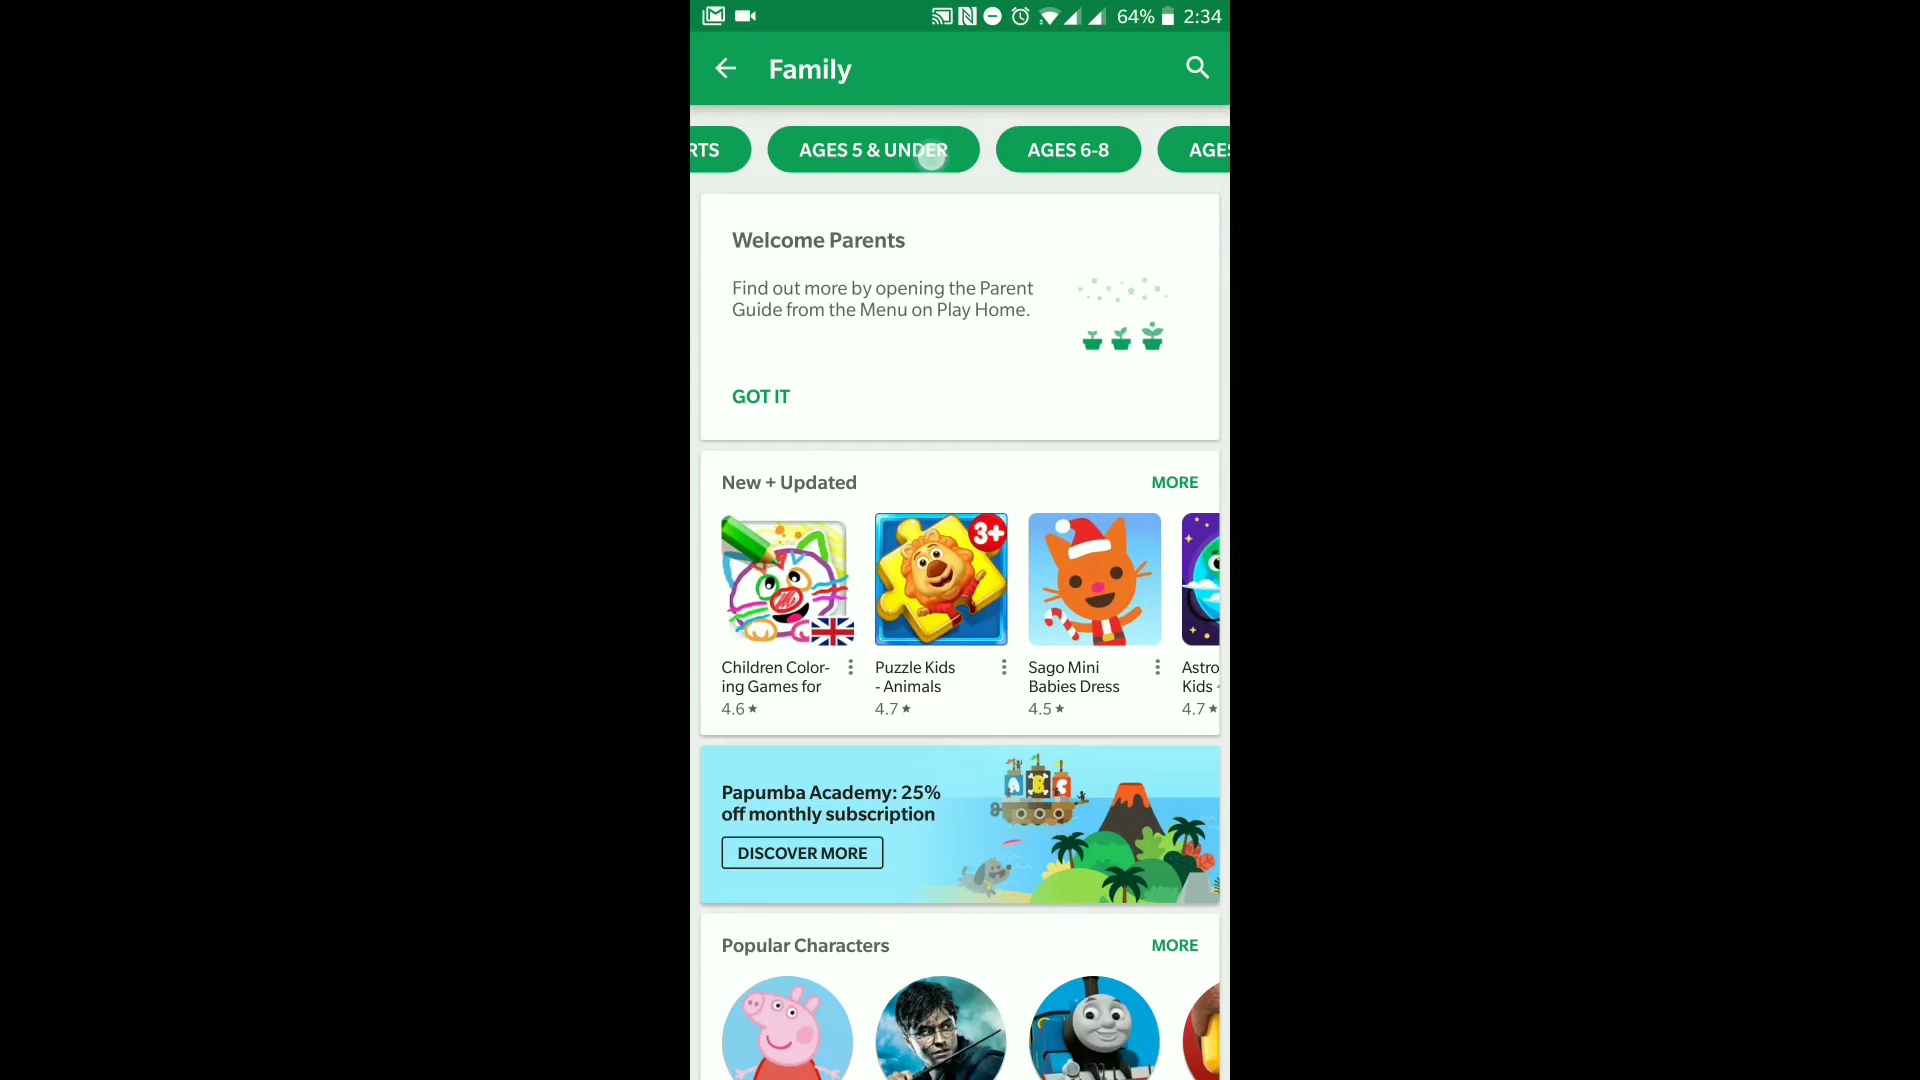 64% 2:34
Family
RTS AGES 5 & UNDER AGES 6-8 AGES
Welcome Parents
Find out more by opening the Parent
Guide from the Menu on Play Home.
GOT IT
New + Updated MORE
3+
Children Color-
ing Games for
4.6
Puzzle Kids
- Animals
4.7
Sago Mini
Babies Dress
4.5
Astro
Kids
4.7
Papumba Academy: 25%
off monthly subscription
DISCOVER MORE
A B C
Popular Characters MORE